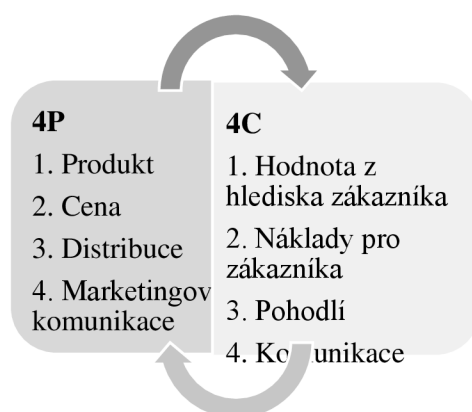 4P
1. Produkt
2. Cena
3. Distribuce
4. Marketingov
komunikace
4C
1. Hodnota z
hlediska zákazníka
2. Náklady pro
zákazníka
3. Pohodlí
4. Komunikace